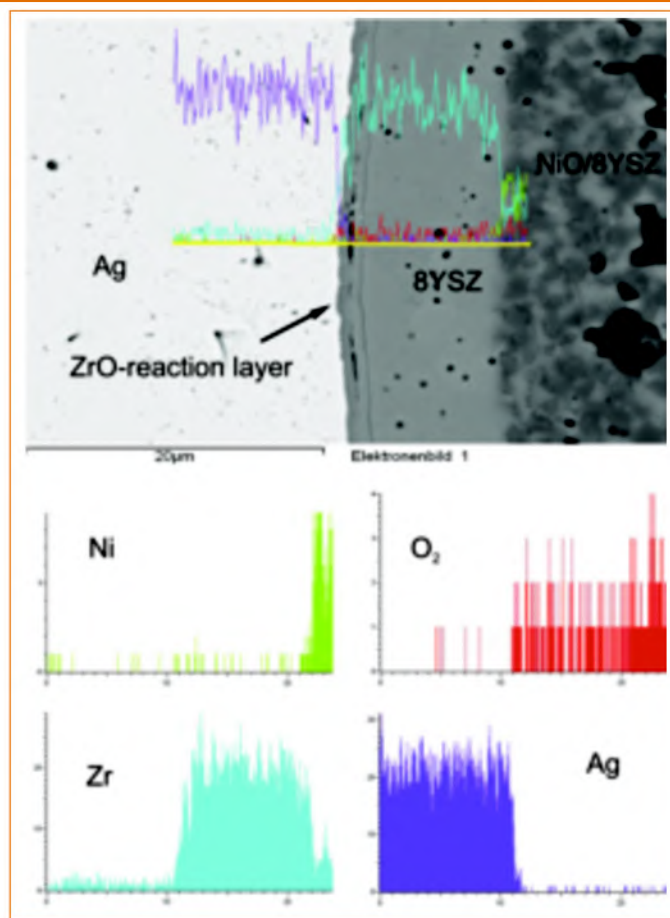 NiO/8YSZ
Ag
8YSZ
ZrO-reaction layer
20µm
Elektronenbild 1
Ni
O₂
Zr
Ag